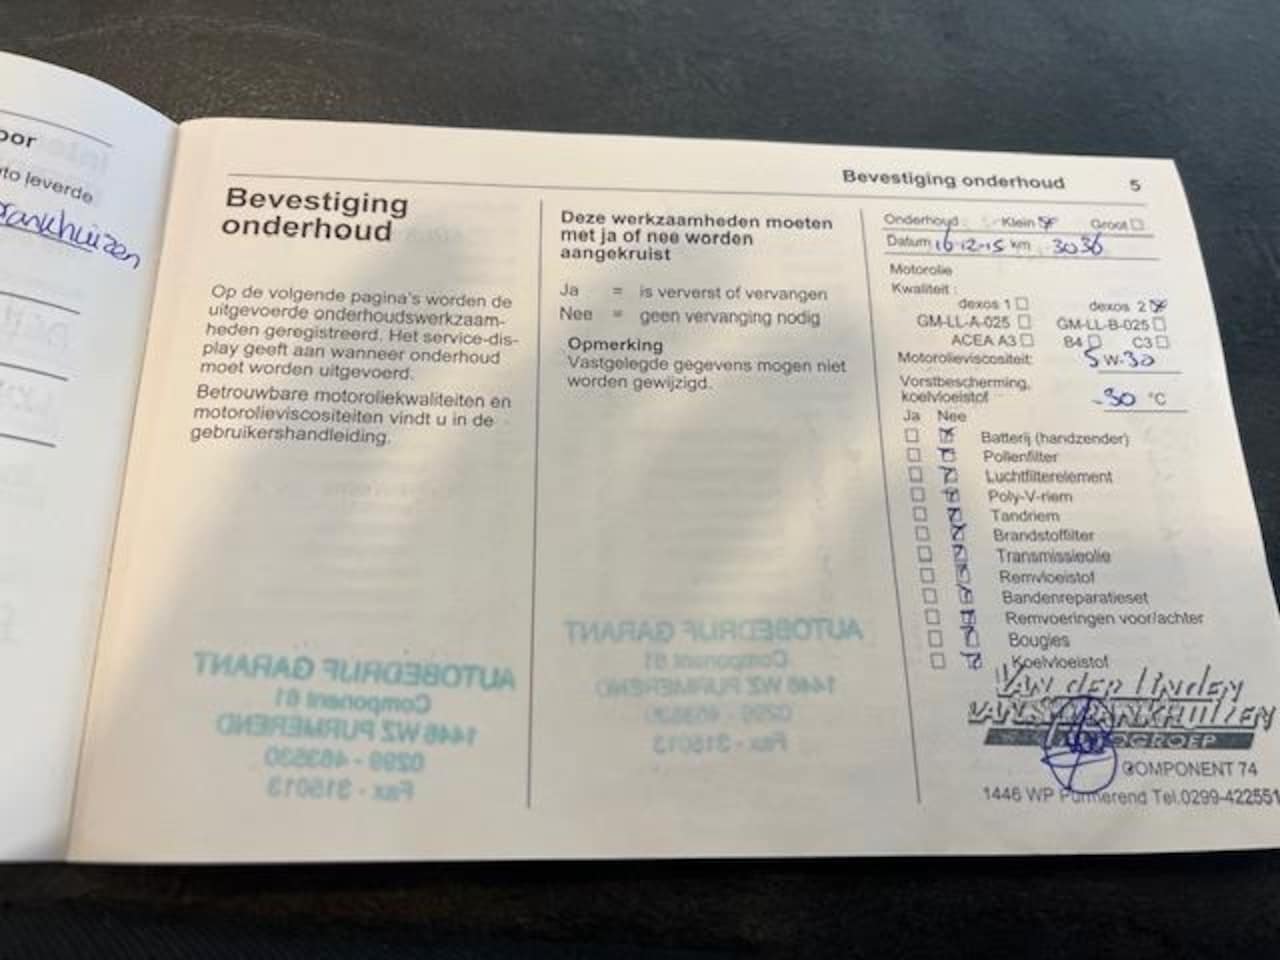 oor
to leverde
rankhuizen
Bevestiging onderhoud 5
Bevestiging
onderhoud
Op de volgende pagina's worden de
uitgevoerde onderhoudswerkzaam-
heden geregistreerd. Het service-dis-
play geeft aan wanneer onderhoud
moet worden uitgevoerd.
Betrouwbare motoroliekwaliteiten en
motorolieviscositeiten vindt u in de
gebruikershandleiding.
Deze werkzaamheden moeten
met ja of nee worden
aangekruist
Ja = is ververst of vervangen
Nee = geen vervanging nodig
Opmerking
Vastgelegde gegevens mogen niet
worden gewijzigd.
Onderhoud: Klein Groot
Datum 16-12-15 km 3036
Motorolie
Kwaliteit :
dexos 1 dexos 2
GM-LL-A-025 GM-LL-B-025
ACEA A3 B4 C3
Motorolieviscositeit: 5w-30
Vorstbescherming,
koelvloeistof -30 °C
Ja Nee
Batterij (handzender)
Pollenfilter
Luchtfilterelement
Poly-V-riem
Tandriem
Brandstoffilter
Transmissieolie
Remvloeistof
Bandenreparatieset
Remvoeringen voor/achter
Bougies
Koelvloeistof
VAN der LINDEN
VAN FRANKHUIZEN
AUTOGROEP
COMPONENT 74
1446 WP Purmerend Tel.0299-422551
AUTOBEDRIJF GARANT
Component 61
1446 WZ PURMEREND
0299 - 463630
Fax - 315013
AUTOBEDRIJF GARANT
Component 61
1446 WZ PURMEREND
Fax - 315013